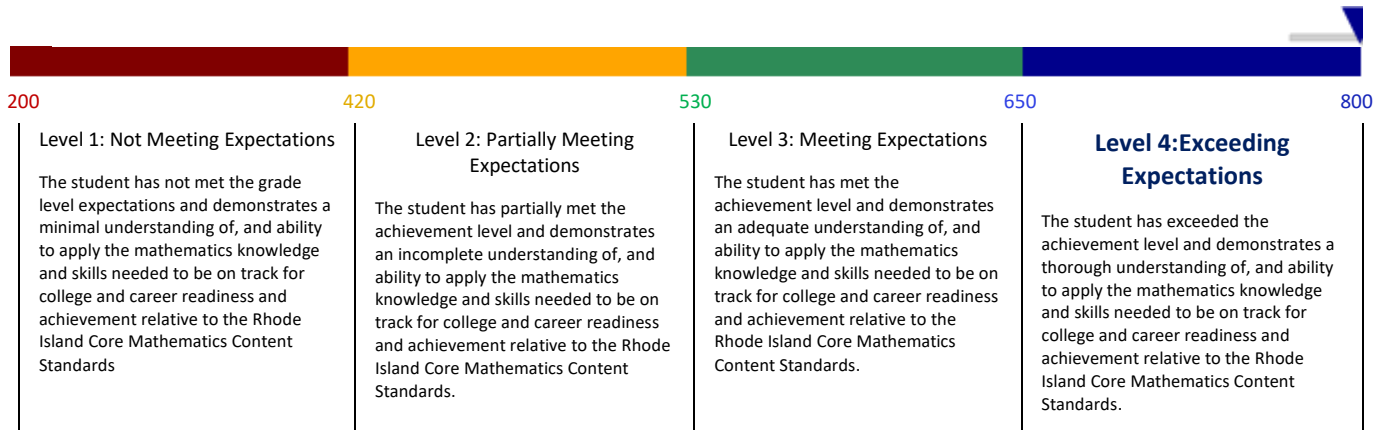 200 420 530 650 800
Level 1: Not Meeting Expectations
The student has not met the grade
level expectations and demonstrates a
minimal understanding of, and ability
to apply the mathematics knowledge
and skills needed to be on track for
college and career readiness and
achievement relative to the Rhode
Island Core Mathematics Content
Standards
Level 2: Partially Meeting
Expectations
The student has partially met the
achievement level and demonstrates
an incomplete understanding of, and
ability to apply the mathematics
knowledge and skills needed to be on
track for college and career readiness
and achievement relative to the Rhode
Island Core Mathematics Content
Standards.
Level 3: Meeting Expectations
The student has met the
achievement level and demonstrates
an adequate understanding of, and
ability to apply the mathematics
knowledge and skills needed to be on
track for college and career readiness
and achievement relative to the
Rhode Island Core Mathematics
Content Standards.
Level 4:Exceeding
Expectations
The student has exceeded the
achievement level and demonstrates a
thorough understanding of, and ability
to apply the mathematics knowledge
and skills needed to be on track for
college and career readiness and
achievement relative to the Rhode
Island Core Mathematics Content
Standards.